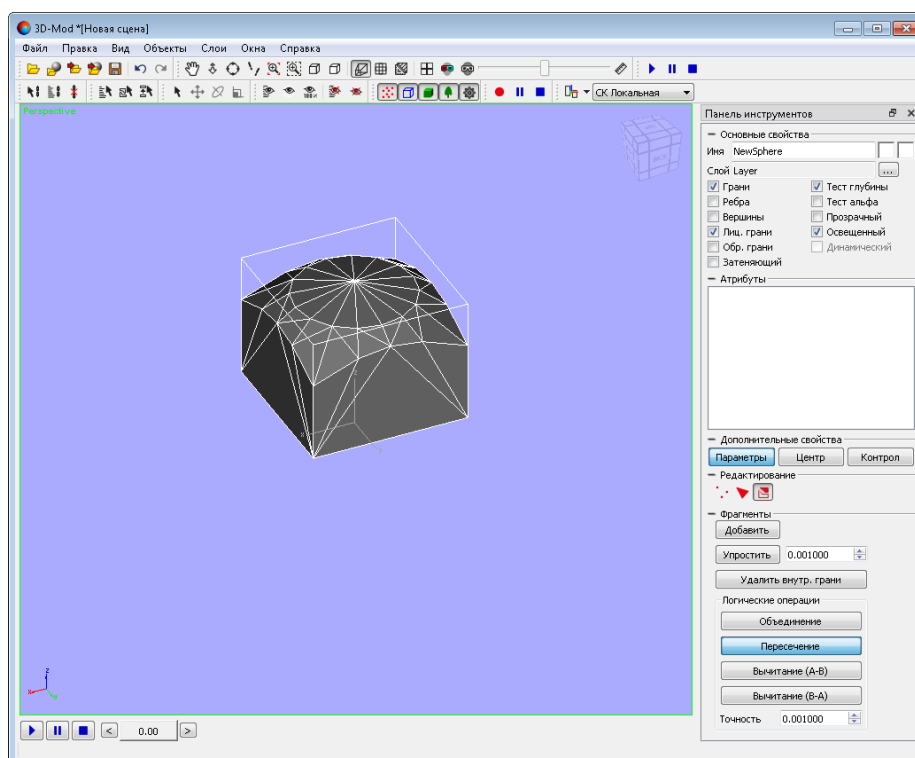 3D-Mod *[Новая сцена]
Файл Правка Вид Объекты Слои Окна Справка
СК Локальная
Perspective
Панель инструментов
Основные свойства
Имя NewSphere
Слой Layer ...
Грани Тест глубины
Ребра Тест альфа
Вершины Прозрачный
Лиц. грани Освещенный
Обр. грани Динамический
Затеняющий
Атрибуты
Дополнительные свойства
Параметры Центр Контрол
Редактирование
Фрагменты
Добавить
Упростить 0.001000
Удалить внутр. грани
Логические операции
Объединение
Пересечение
Вычитание (A-B)
Вычитание (B-A)
Точность 0.001000
z
x
< 0.00 >